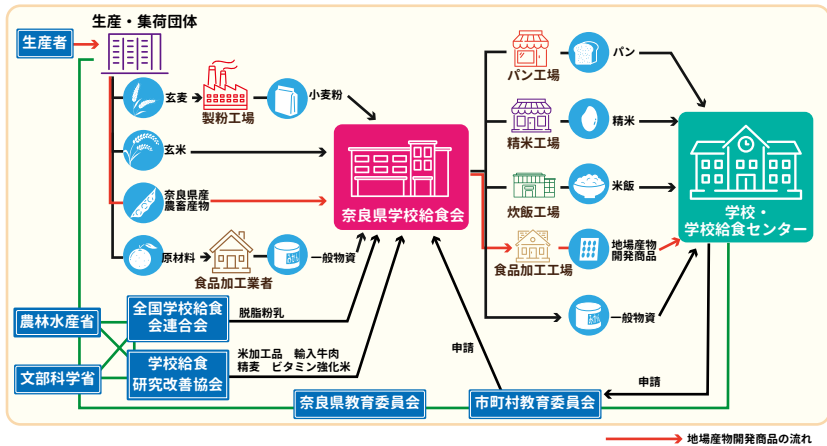 生産・集荷団体
生産者
玄麦
製粉工場
小麦粉
玄米
奈良県産
農畜産物
原材料
食品加工業者
一般物資
奈良県学校給食会
パン工場
パン
精米工場
精米
炊飯工場
米飯
食品加工工場
地場産物
開発商品
一般物資
学校・
学校給食センター
農林水産省
文部科学省
全国学校給食
会連合会
脱脂粉乳
学校給食
研究改善協会
米加工品 輸入牛肉
精麦 ビタミン強化米
申請
申請
奈良県教育委員会
市町村教育委員会
地場産物開発商品の流れ